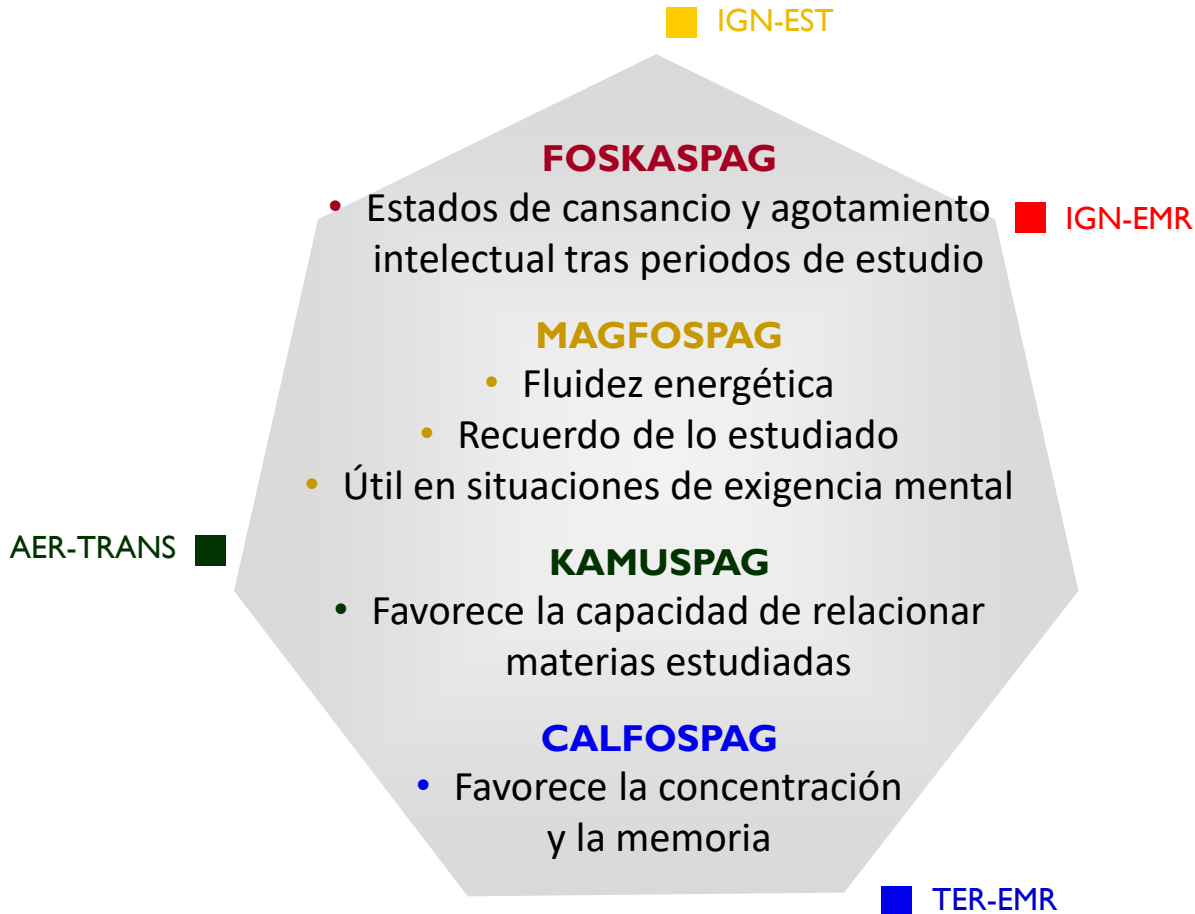 IGN-EST
FOSKASPAG
• Estados de cansancio y agotamiento
intelectual tras periodos de estudio
IGN-EMR
MAGFOSPAG
• Fluidez energética
• Recuerdo de lo estudiado
• Útil en situaciones de exigencia mental
AER-TRANS
KAMUSPAG
• Favorece la capacidad de relacionar
materias estudiadas
CALFOSPAG
• Favorece la concentración
y la memoria
TER-EMR